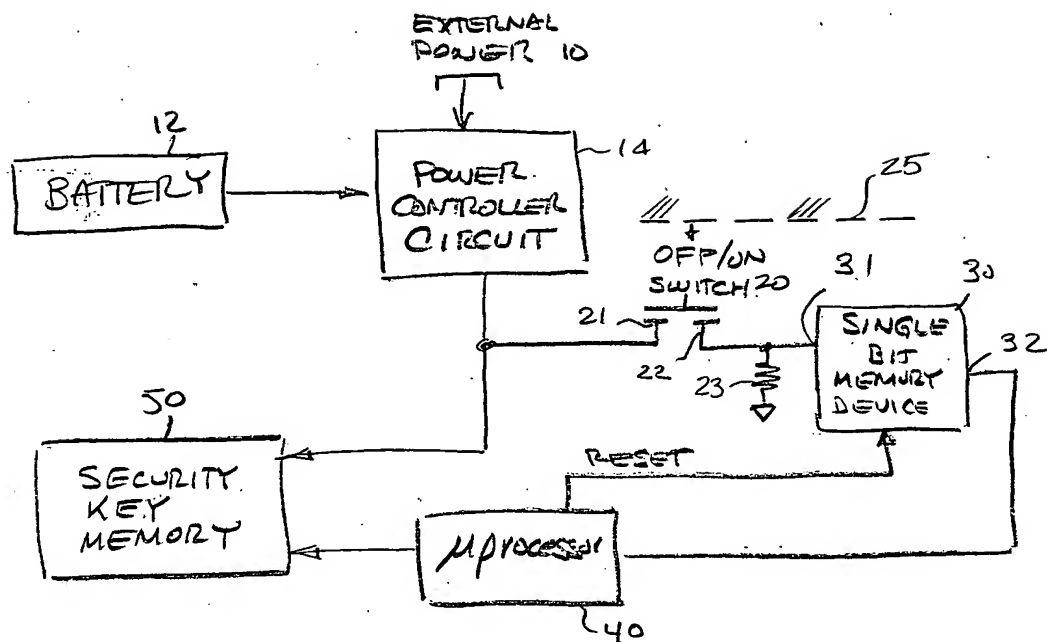 EXTERNAL
POWER 10
12
BATTERY
14
POWER
CONTROLLER
CIRCUIT
25
OFF/ON
SWITCH 20
21
22
23
31
30
SINGLE
BIT
MEMORY
DEVICE
32
50
SECURITY
KEY
MEMORY
RESET
μprocessor
40